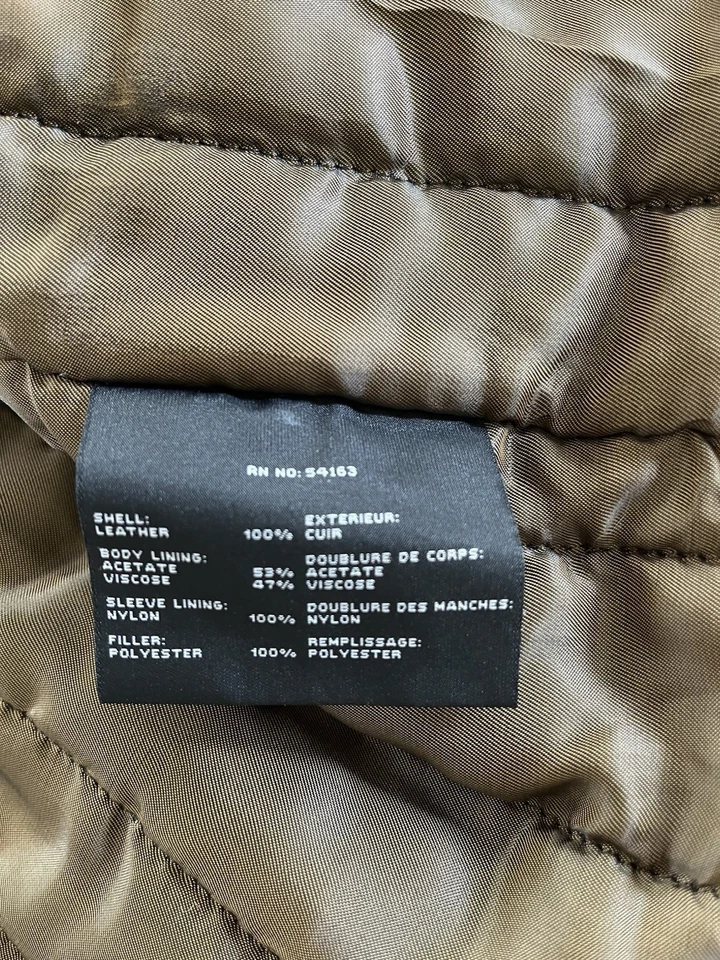 RN NO: 54163
SHELL: EXTERIEUR:
LEATHER 100% CUIR
BODY LINING: DOUBLURE DE CORPS:
ACETATE 53% ACETATE
VISCOSE 47% VISCOSE
SLEEVE LINING: DOUBLURE DES MANCHES:
NYLON 100% NYLON
FILLER: REMPLISSAGE:
POLYESTER 100% POLYESTER